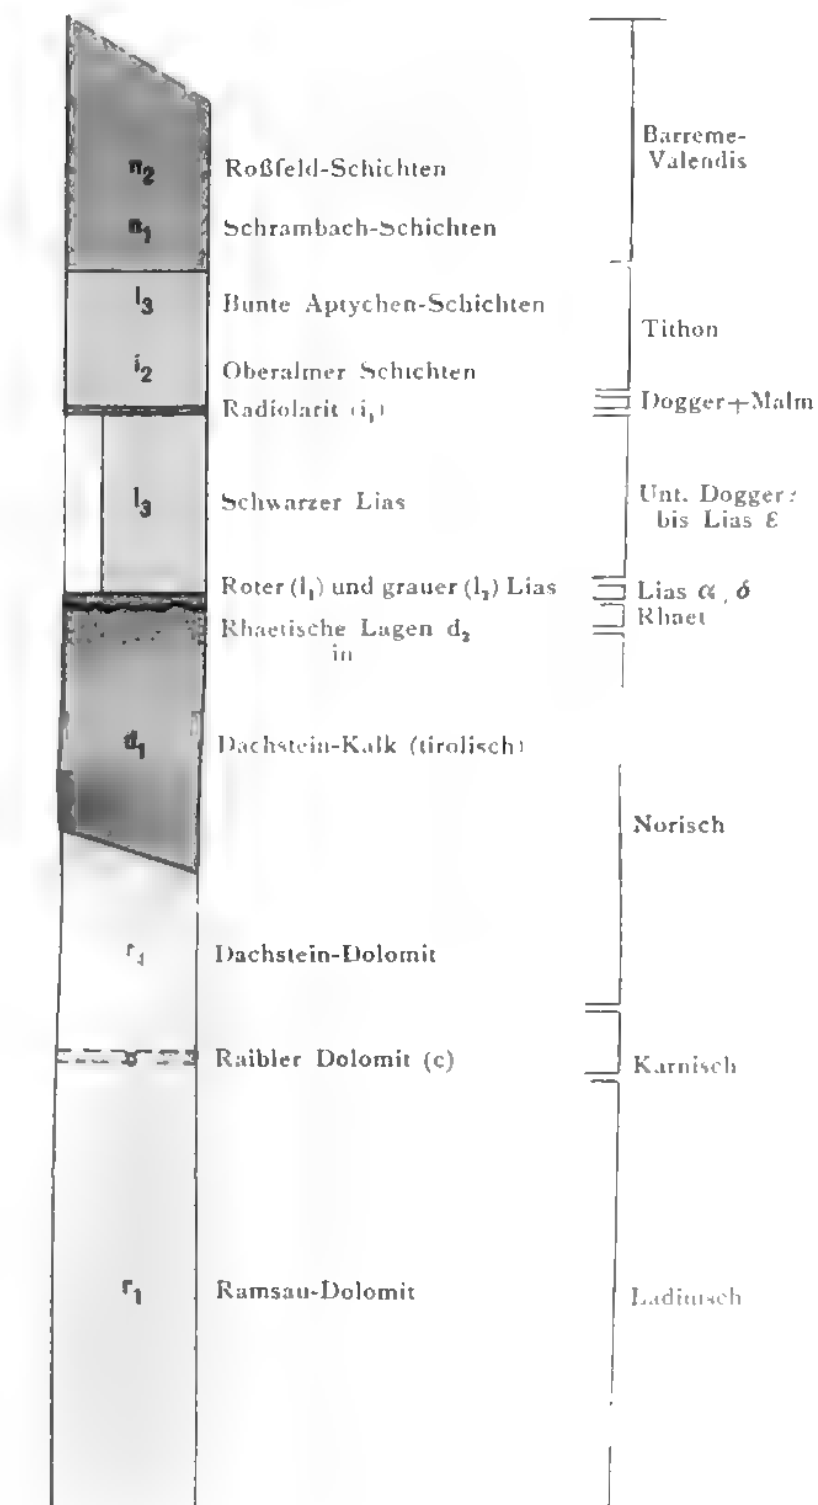 Barreme-
Valendis
n₂ Roßfeld-Schichten
n₁ Schrambach-Schichten
l₃ Bunte Aptychen-Schichten
Tithon
i₂ Oberalmer Schichten
Radiolarit (i₁) Dogger+Malm
l₃ Schwarzer Lias Unt. Dogger
bis Lias ε
Roter (l₁) und grauer (l₂) Lias Lias α, δ
Rhaetische Lagen d₂ Rhaet
in
d₁ Dachstein-Kalk (tirolisch)
Norisch
Dachstein-Dolomit
Raibler Dolomit (c) Karnisch
r₁ Ramsau-Dolomit Ladinisch